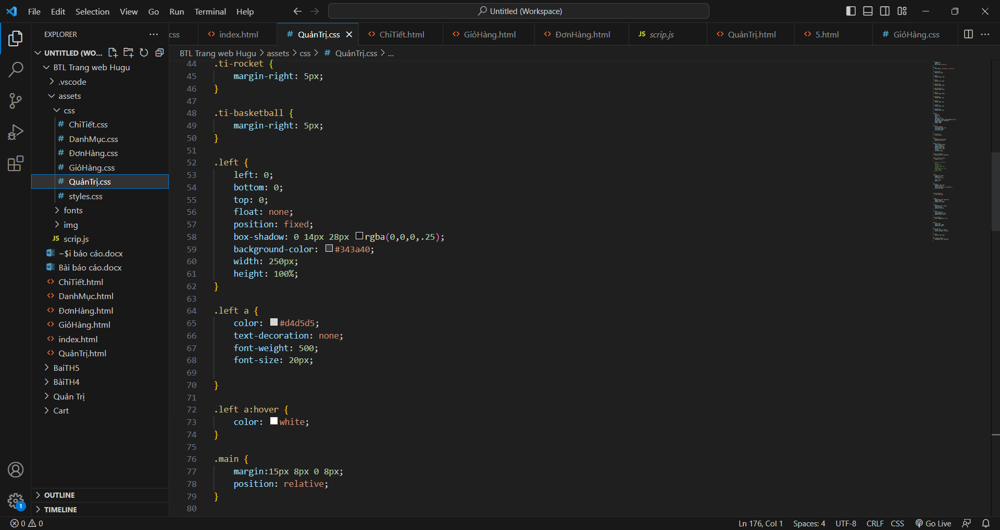 File Edit Selection View Go Run Terminal Help
Untitled (Workspace)
EXPLORER
UNTITLED (WO...
BTL Trang web Hugu
.vscode
assets
css
ChiTiết.css
DanhMục.css
ĐơnHàng.css
GiỏHàng.css
QuảnTrị.css
styles.css
fonts
img
JS scrip.js
~$i báo cáo.docx
Bài báo cáo.docx
ChiTiết.html
DanhMục.html
ĐơnHàng.html
GiỏHàng.html
index.html
QuảnTrị.html
BaiTH5
BàiTH4
Quản Trị
Cart
OUTLINE
TIMELINE
css <> index.html # QuảnTrị.css <> ChiTiết.html <> GiỏHàng.html <> ĐơnHàng.html JS scrip.js <> QuảnTrị.html <> 5.html # GiỏHàng.css
BTL Trang web Hugu > assets > css > # QuảnTrị.css > ...
44 .ti-rocket {
45 margin-right: 5px;
46 }
47
48 .ti-basketball {
49 margin-right: 5px;
50 }
51
52 .left {
53 left: 0;
54 bottom: 0;
55 top: 0;
56 float: none;
57 position: fixed;
58 box-shadow: 0 14px 28px rgba(0,0,0,.25);
59 background-color: #343a40;
60 width: 250px;
61 height: 100%;
62 }
63
64 .left a {
65 color: #d4d5d5;
66 text-decoration: none;
67 font-weight: 500;
68 font-size: 20px;
69
70 }
71
72 .left a:hover {
73 color: white;
74 }
75
76 .main {
77 margin:15px 8px 0 8px;
78 position: relative;
79 }
80
1
0 0 Ln 176, Col 1 Spaces: 4 UTF-8 CRLF CSS Go Live